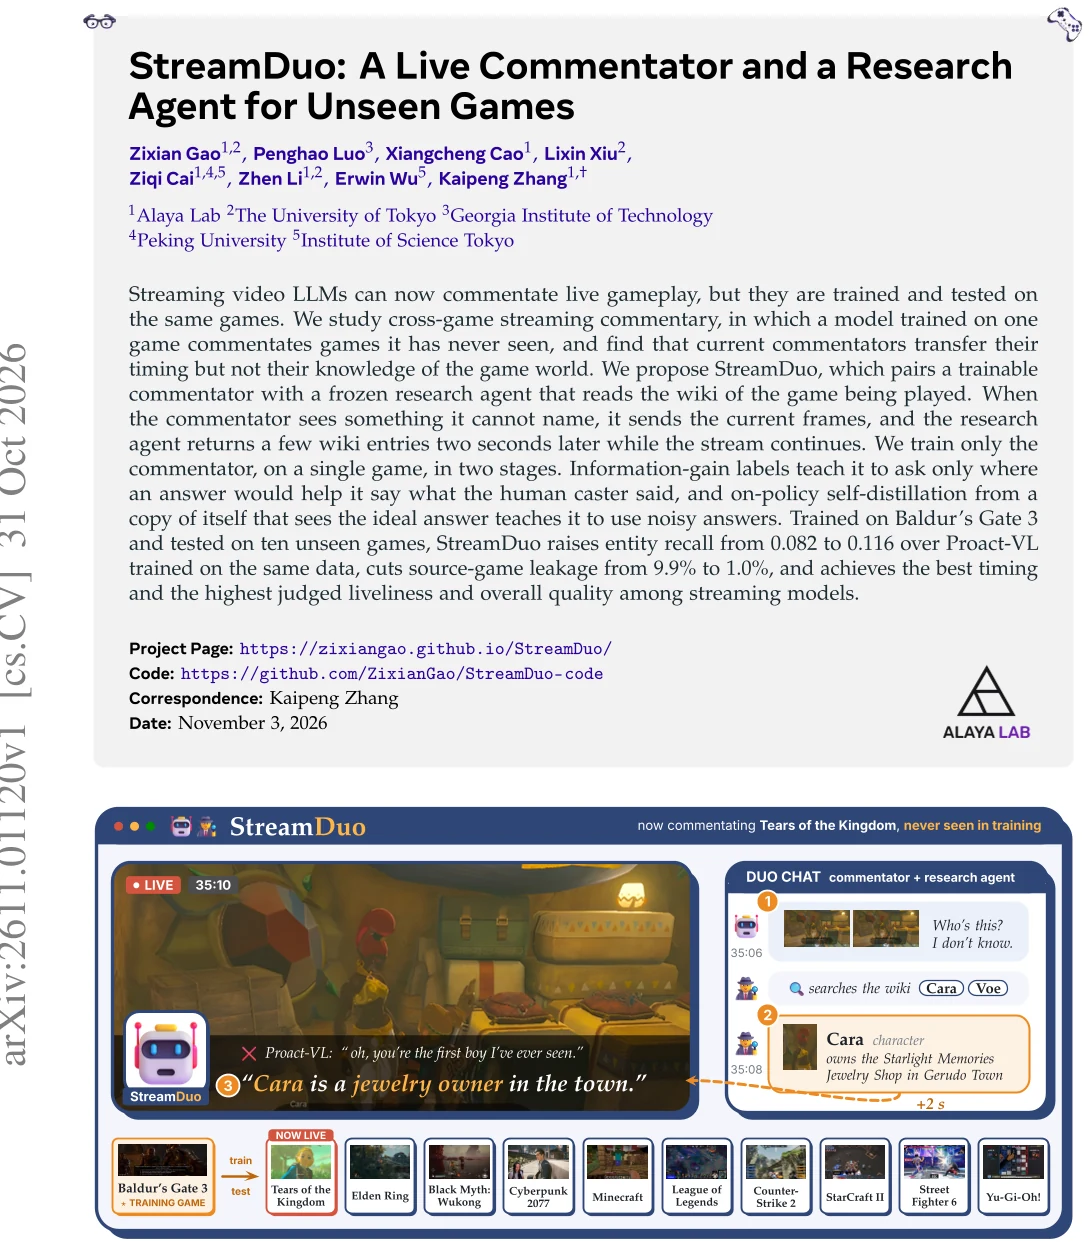 StreamDuo: A Live Commentator and a Research
Agent for Unseen Games
Zixian Gao1,2, Penghao Luo3, Xiangcheng Cao1, Lixin Xiu2,
Ziqi Cai1,4,5, Zhen Li1,2, Erwin Wu5, Kaipeng Zhang1,†
1Alaya Lab 2The University of Tokyo 3Georgia Institute of Technology
4Peking University 5Institute of Science Tokyo
Streaming video LLMs can now commentate live gameplay, but they are trained and tested on
the same games. We study cross-game streaming commentary, in which a model trained on one
game commentates games it has never seen, and find that current commentators transfer their
timing but not their knowledge of the game world. We propose StreamDuo, which pairs a trainable
commentator with a frozen research agent that reads the wiki of the game being played. When
the commentator sees something it cannot name, it sends the current frames, and the research
agent returns a few wiki entries two seconds later while the stream continues. We train only the
commentator, on a single game, in two stages. Information-gain labels teach it to ask only where
an answer would help it say what the human caster said, and on-policy self-distillation from a
copy of itself that sees the ideal answer teaches it to use noisy answers. Trained on Baldur's Gate 3
and tested on ten unseen games, StreamDuo raises entity recall from 0.082 to 0.116 over Proact-VL
trained on the same data, cuts source-game leakage from 9.9% to 1.0%, and achieves the best timing
and the highest judged liveliness and overall quality among streaming models.
Project Page: https://zixiangao.github.io/StreamDuo/
Code: https://github.com/ZixianGao/StreamDuo-code
Correspondence: Kaipeng Zhang
Date: November 3, 2026
ALAYA LAB
arXiv:2611.01120v1 [cs.CV] 31 Oct 2026
StreamDuo
now commentating Tears of the Kingdom, never seen in training
LIVE 35:10
Proact-VL: "oh, you're the first boy I've ever seen."
3 "Cara is a jewelry owner in the town."
Cara
StreamDuo
DUO CHAT commentator + research agent
1
Who's this?
I don't know.
35:06
searches the wiki Cara Voe
2
Cara character
owns the Starlight Memories
Jewelry Shop in Gerudo Town
35:08
+2 s
Baldur's Gate 3
★ TRAINING GAME
train
test
NOW LIVE
Tears of the
Kingdom
Elden Ring
Black Myth:
Wukong
Cyberpunk
2077
Minecraft
League of
Legends
Counter-
Strike 2
StarCraft II
Street
Fighter 6
Yu-Gi-Oh!